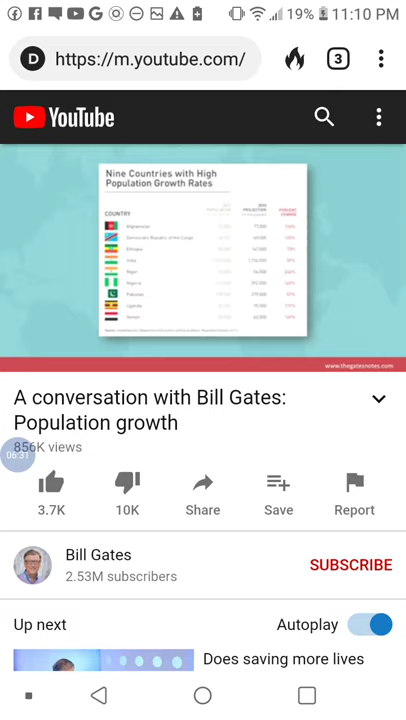 19% 11:10 PM
D https://m.youtube.com/ 3
YouTube
Nine Countries with High
Population Growth Rates
COUNTRY
PERCENT
CHANGE
Afghanistan
Democratic Republic of the Congo
Ethiopia
India
Niger
Nigeria
Pakistan
Uganda
Yemen
www.thegatesnotes.com
A conversation with Bill Gates:
Population growth
856K views
06:31
3.7K 10K Share Save Report
Bill Gates
2.53M subscribers
SUBSCRIBE
Up next Autoplay
Does saving more lives